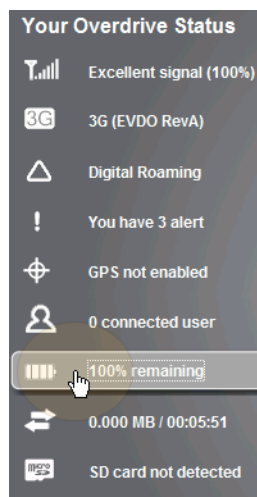 Your Overdrive Status
Excellent signal (100%)
3G
3G (EVDO RevA)
Digital Roaming
! You have 3 alert
GPS not enabled
0 connected user
100% remaining
0.000 MB / 00:05:51
micro
SD card not detected